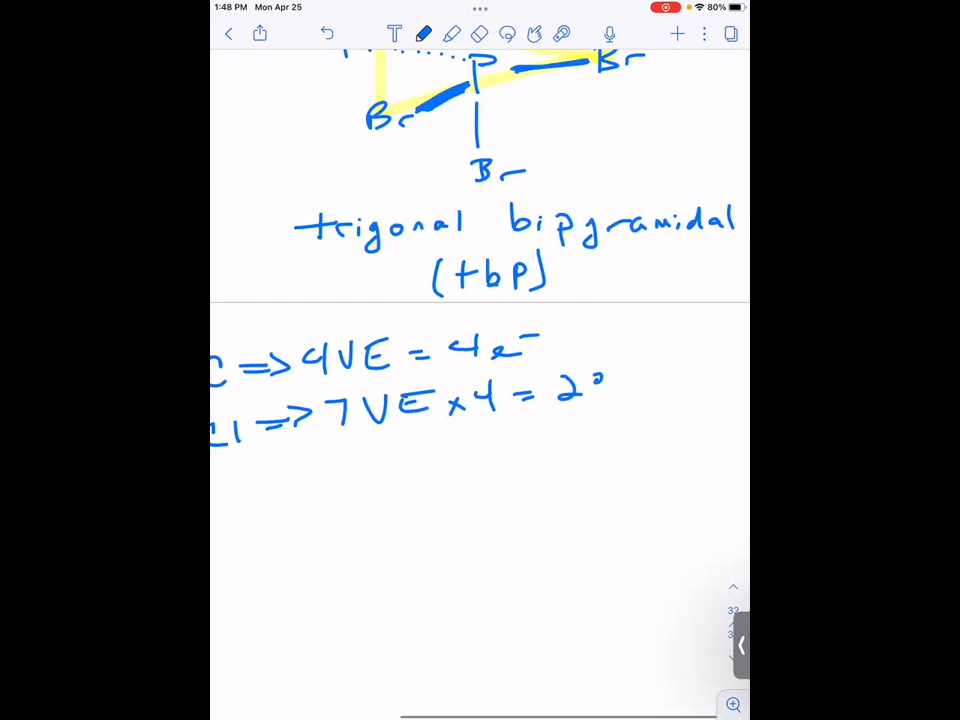 1:48 PM Mon Apr 25
80%
P
Br
Br
Br
trigonal bipyramidal
(tbp)
C => 4VE = 4e-
Cl => 7VE x 4 = 2
32